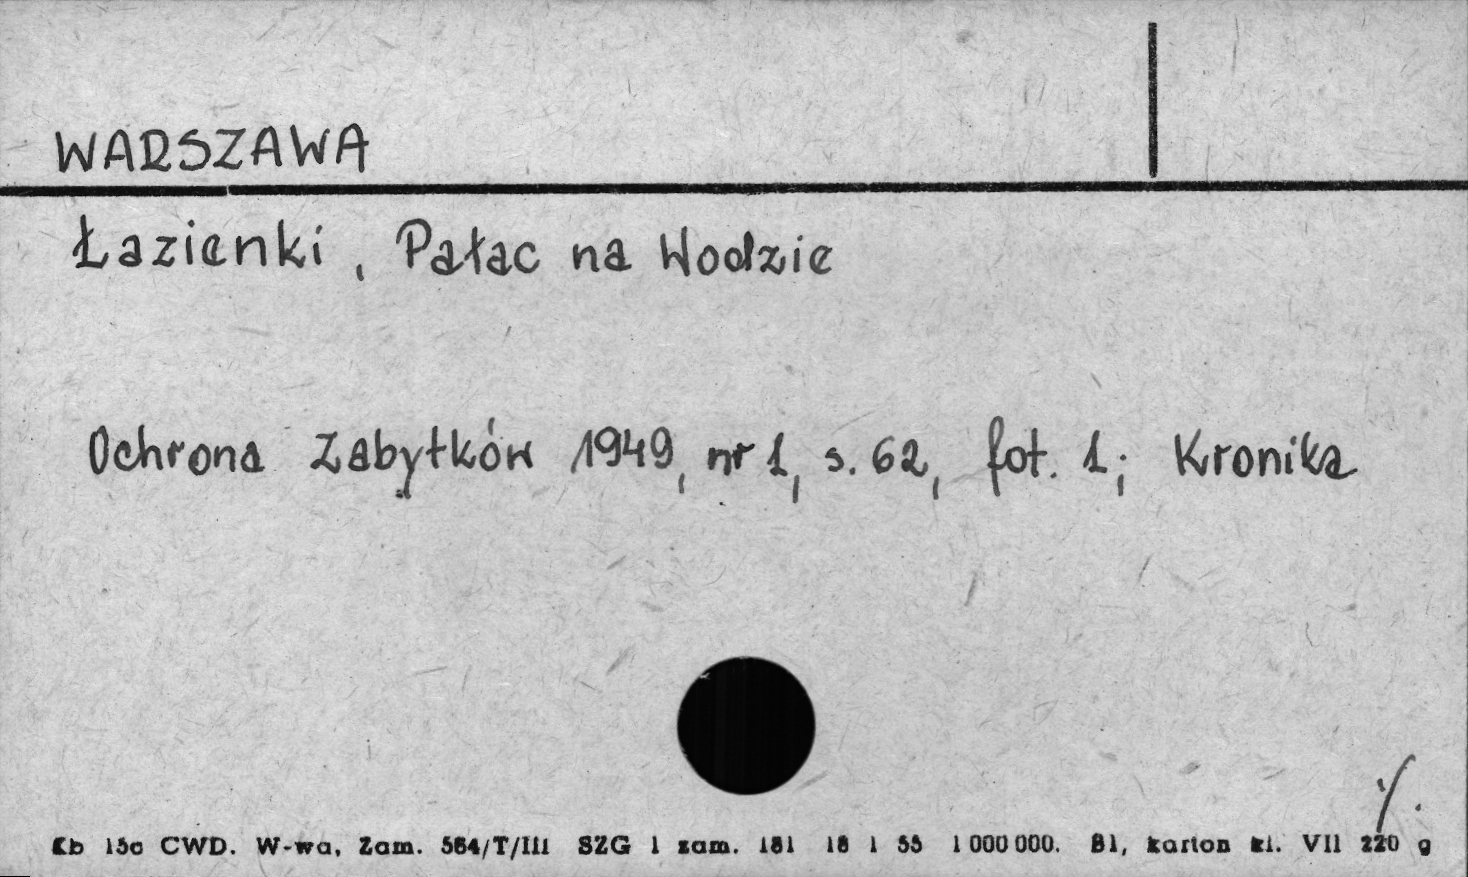 WARSZAWA
Łazienki, Pałac na Wodzie
Ochrona Zabytków 1949, nr 1, s. 62, fot. 1; Kronika
Kb 15c CWD. W-wa, Zam. 564/T/III SZG 1 zam. 181 18 1 55 1 000 000. B1, karton kl. VII 220 g